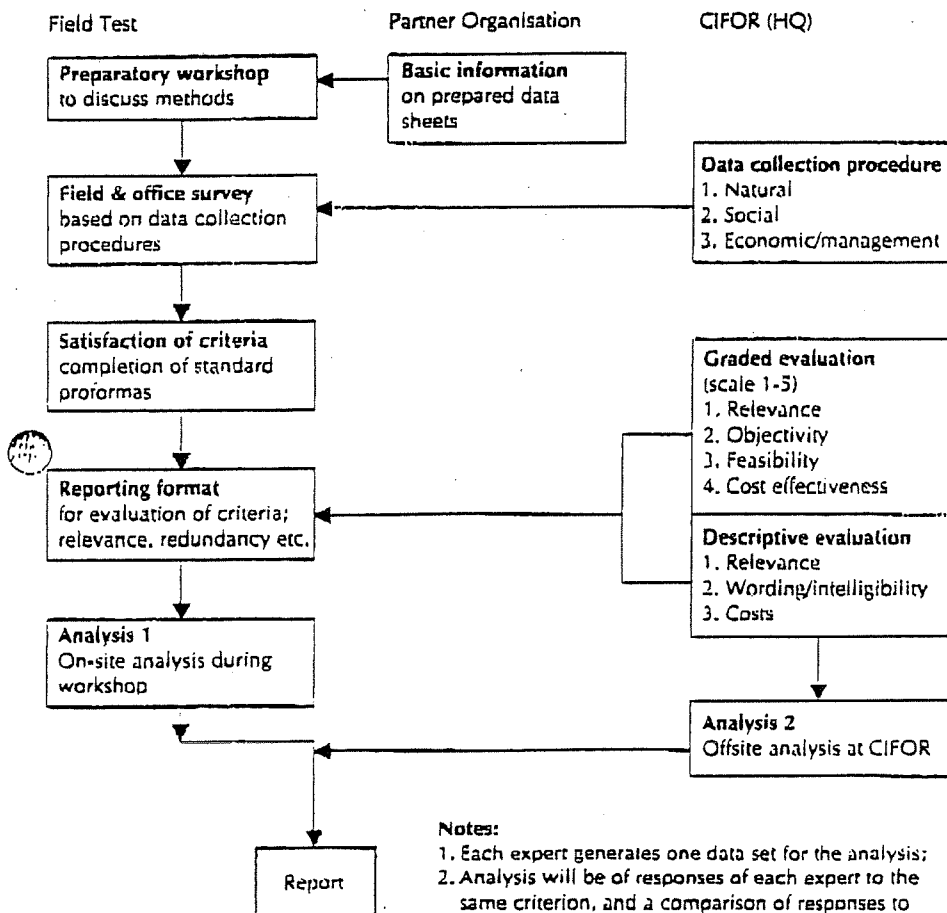 Field Test
Partner Organisation
CIFOR (HQ)
Preparatory workshop
to discuss methods
Basic information
on prepared data
sheets
Data collection procedure
1. Natural
2. Social
3. Economic/management
Field & office survey
based on data collection
procedures
Satisfaction of criteria
completion of standard
proformas
Graded evaluation
(scale 1-5)
1. Relevance
2. Objectivity
3. Feasibility
4. Cost effectiveness
Reporting format
for evaluation of criteria;
relevance, redundancy etc.
Descriptive evaluation
1. Relevance
2. Wording/intelligibility
3. Costs
Analysis 1
On-site analysis during
workshop
Analysis 2
Offsite analysis at CIFOR
Report
Notes:
1. Each expert generates one data set for the analysis;
2. Analysis will be of responses of each expert to the
same criterion, and a comparison of responses to